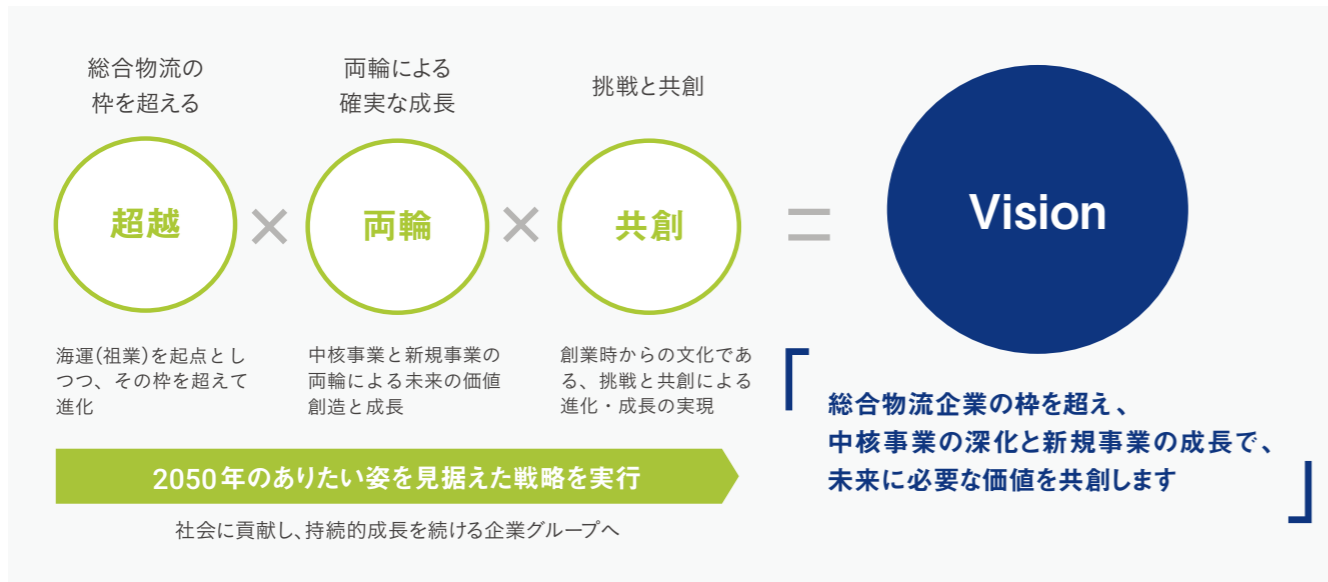 総合物流の
枠を超える
両輪による
確実な成長
挑戦と共創
超越
×
両輪
×
共創
=
Vision
海運(祖業)を起点とし
つつ、その枠を超えて
進化
中核事業と新規事業の
両輪による未来の価値
創造と成長
創業時からの文化であ
る、挑戦と共創による
進化・成長の実現
「総合物流企業の枠を超え、
中核事業の深化と新規事業の成長で、
未来に必要な価値を共創します」
2050年のありたい姿を見据えた戦略を実行
社会に貢献し、持続的成長を続ける企業グループへ